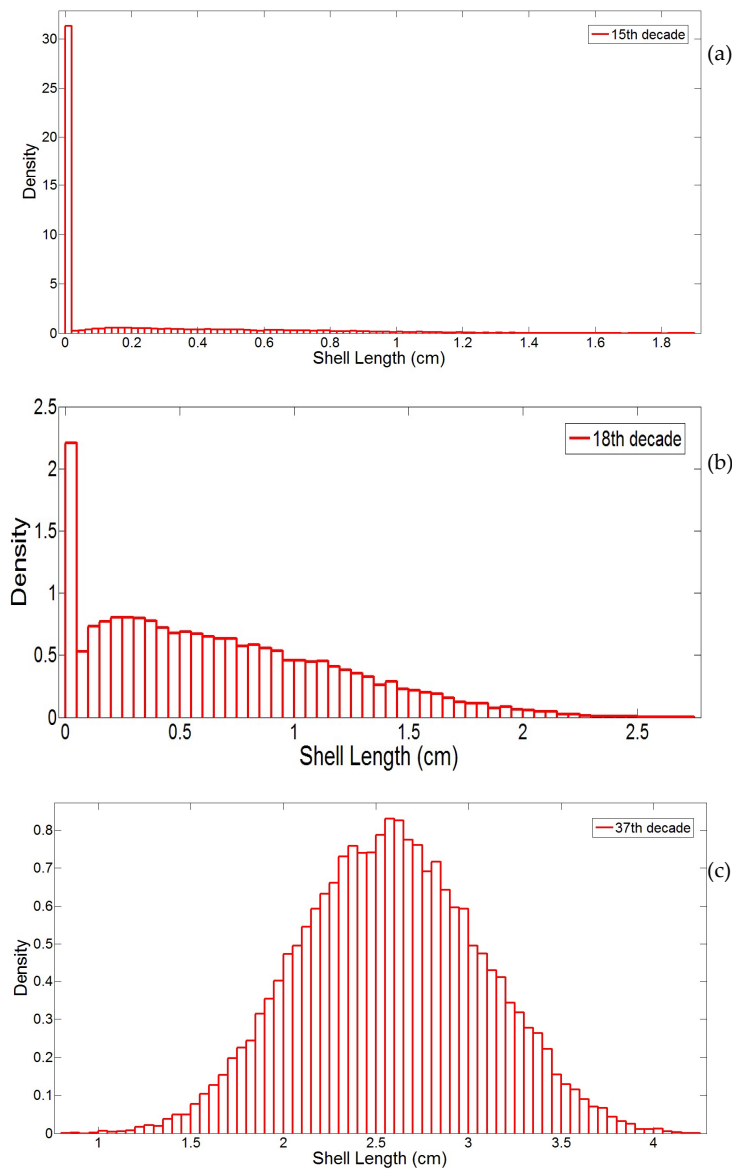 15th decade
(a)
30
25
20
15
10
5
0
Density
0 0.2 0.4 0.6 0.8 1 1.2 1.4 1.6 1.8
Shell Length (cm)
18th decade
(b)
2.5
2
1.5
1
0.5
0
Density
0 0.5 1 1.5 2 2.5
Shell Length (cm)
37th decade
(c)
0.8
0.7
0.6
0.5
0.4
0.3
0.2
0.1
0
Density
1 1.5 2 2.5 3 3.5 4
Shell Length (cm)